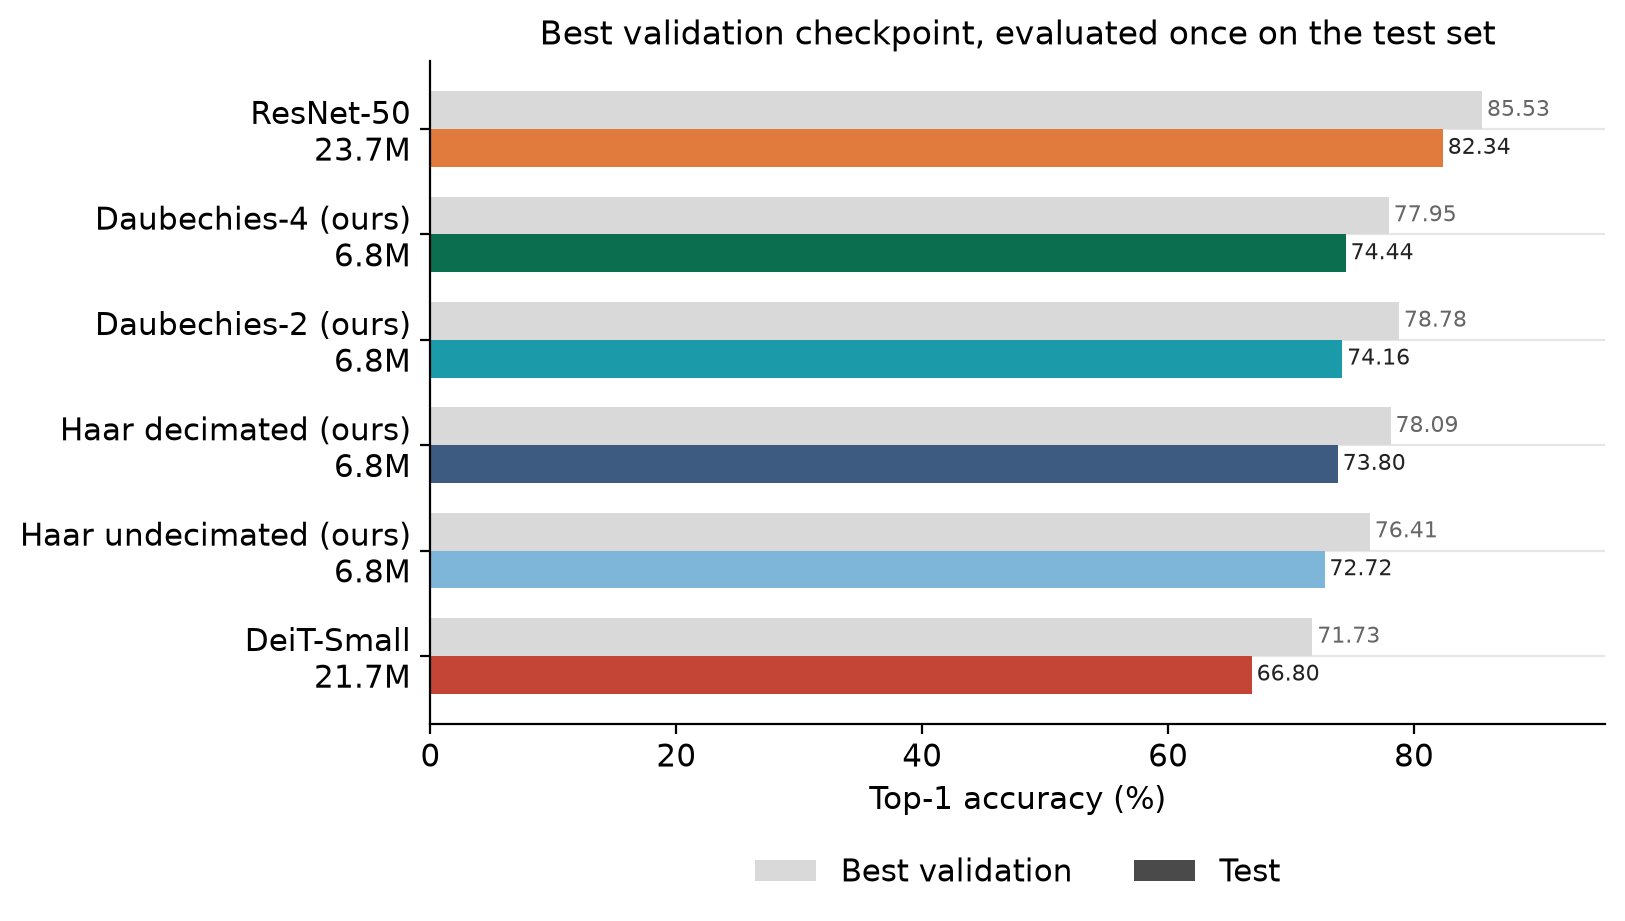 Best validation checkpoint, evaluated once on the test set
ResNet-50
23.7M
85.53
82.34
Daubechies-4 (ours)
6.8M
77.95
74.44
Daubechies-2 (ours)
6.8M
78.78
74.16
Haar decimated (ours)
6.8M
78.09
73.80
Haar undecimated (ours)
6.8M
76.41
72.72
DeiT-Small
21.7M
71.73
66.80
0 20 40 60 80
Top-1 accuracy (%)
Best validation Test